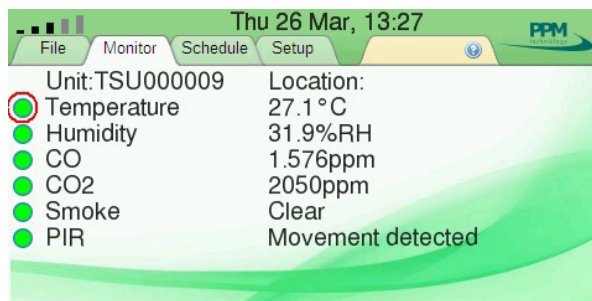 Thu 26 Mar, 13:27
PPM
technology
File Monitor Schedule Setup
Unit:TSU000009 Location:
Temperature 27.1°C
Humidity 31.9%RH
CO 1.576ppm
CO2 2050ppm
Smoke Clear
PIR Movement detected